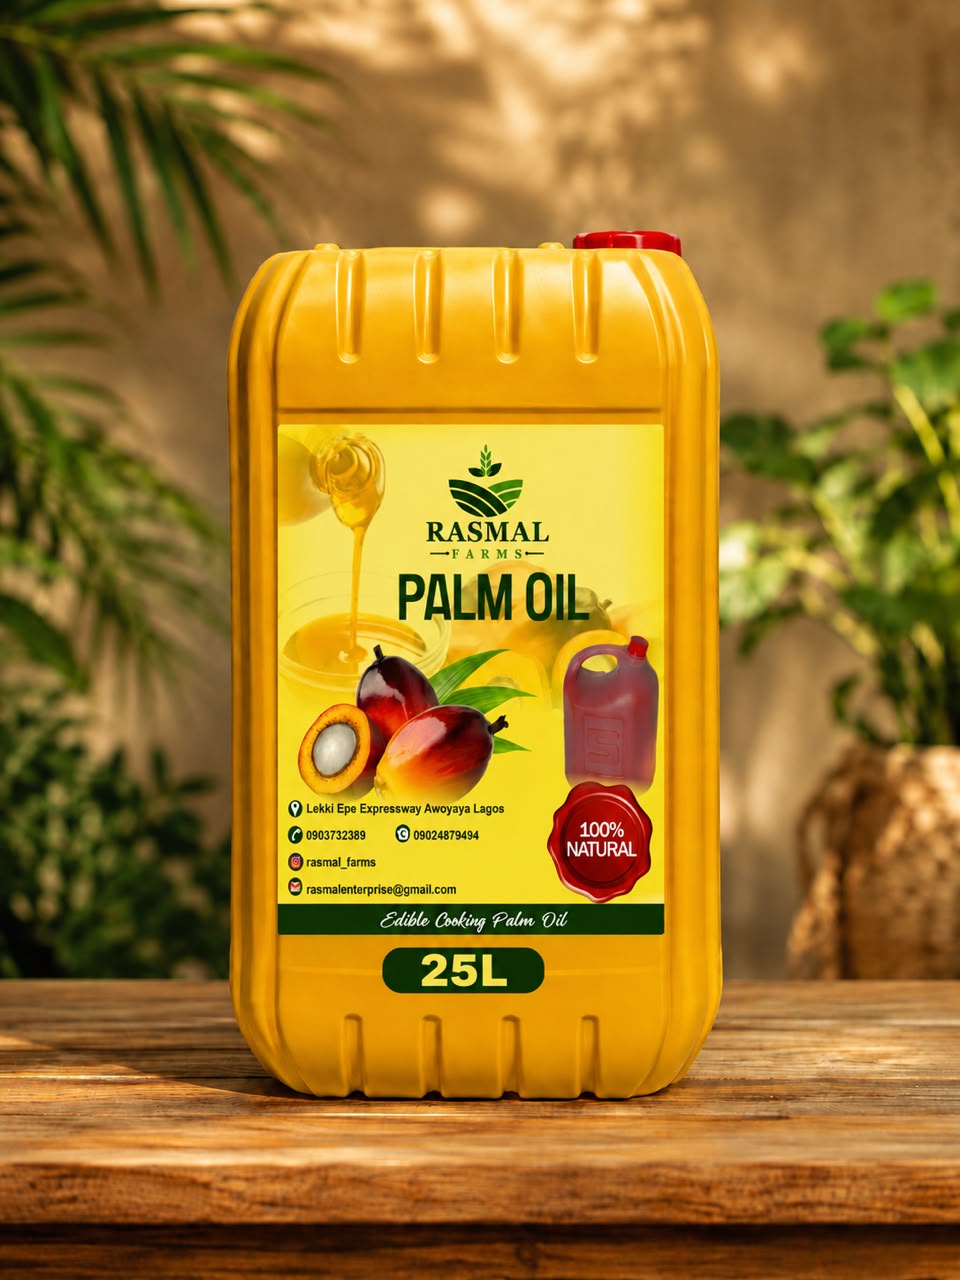 RASMAL
FARMS
PALM OIL
Lekki Epe Expressway Awoyaya Lagos
0903732389
09024879494
rasmal_farms
rasmalenterprise@gmail.com
100%
NATURAL
Edible Cooking Palm Oil
25L